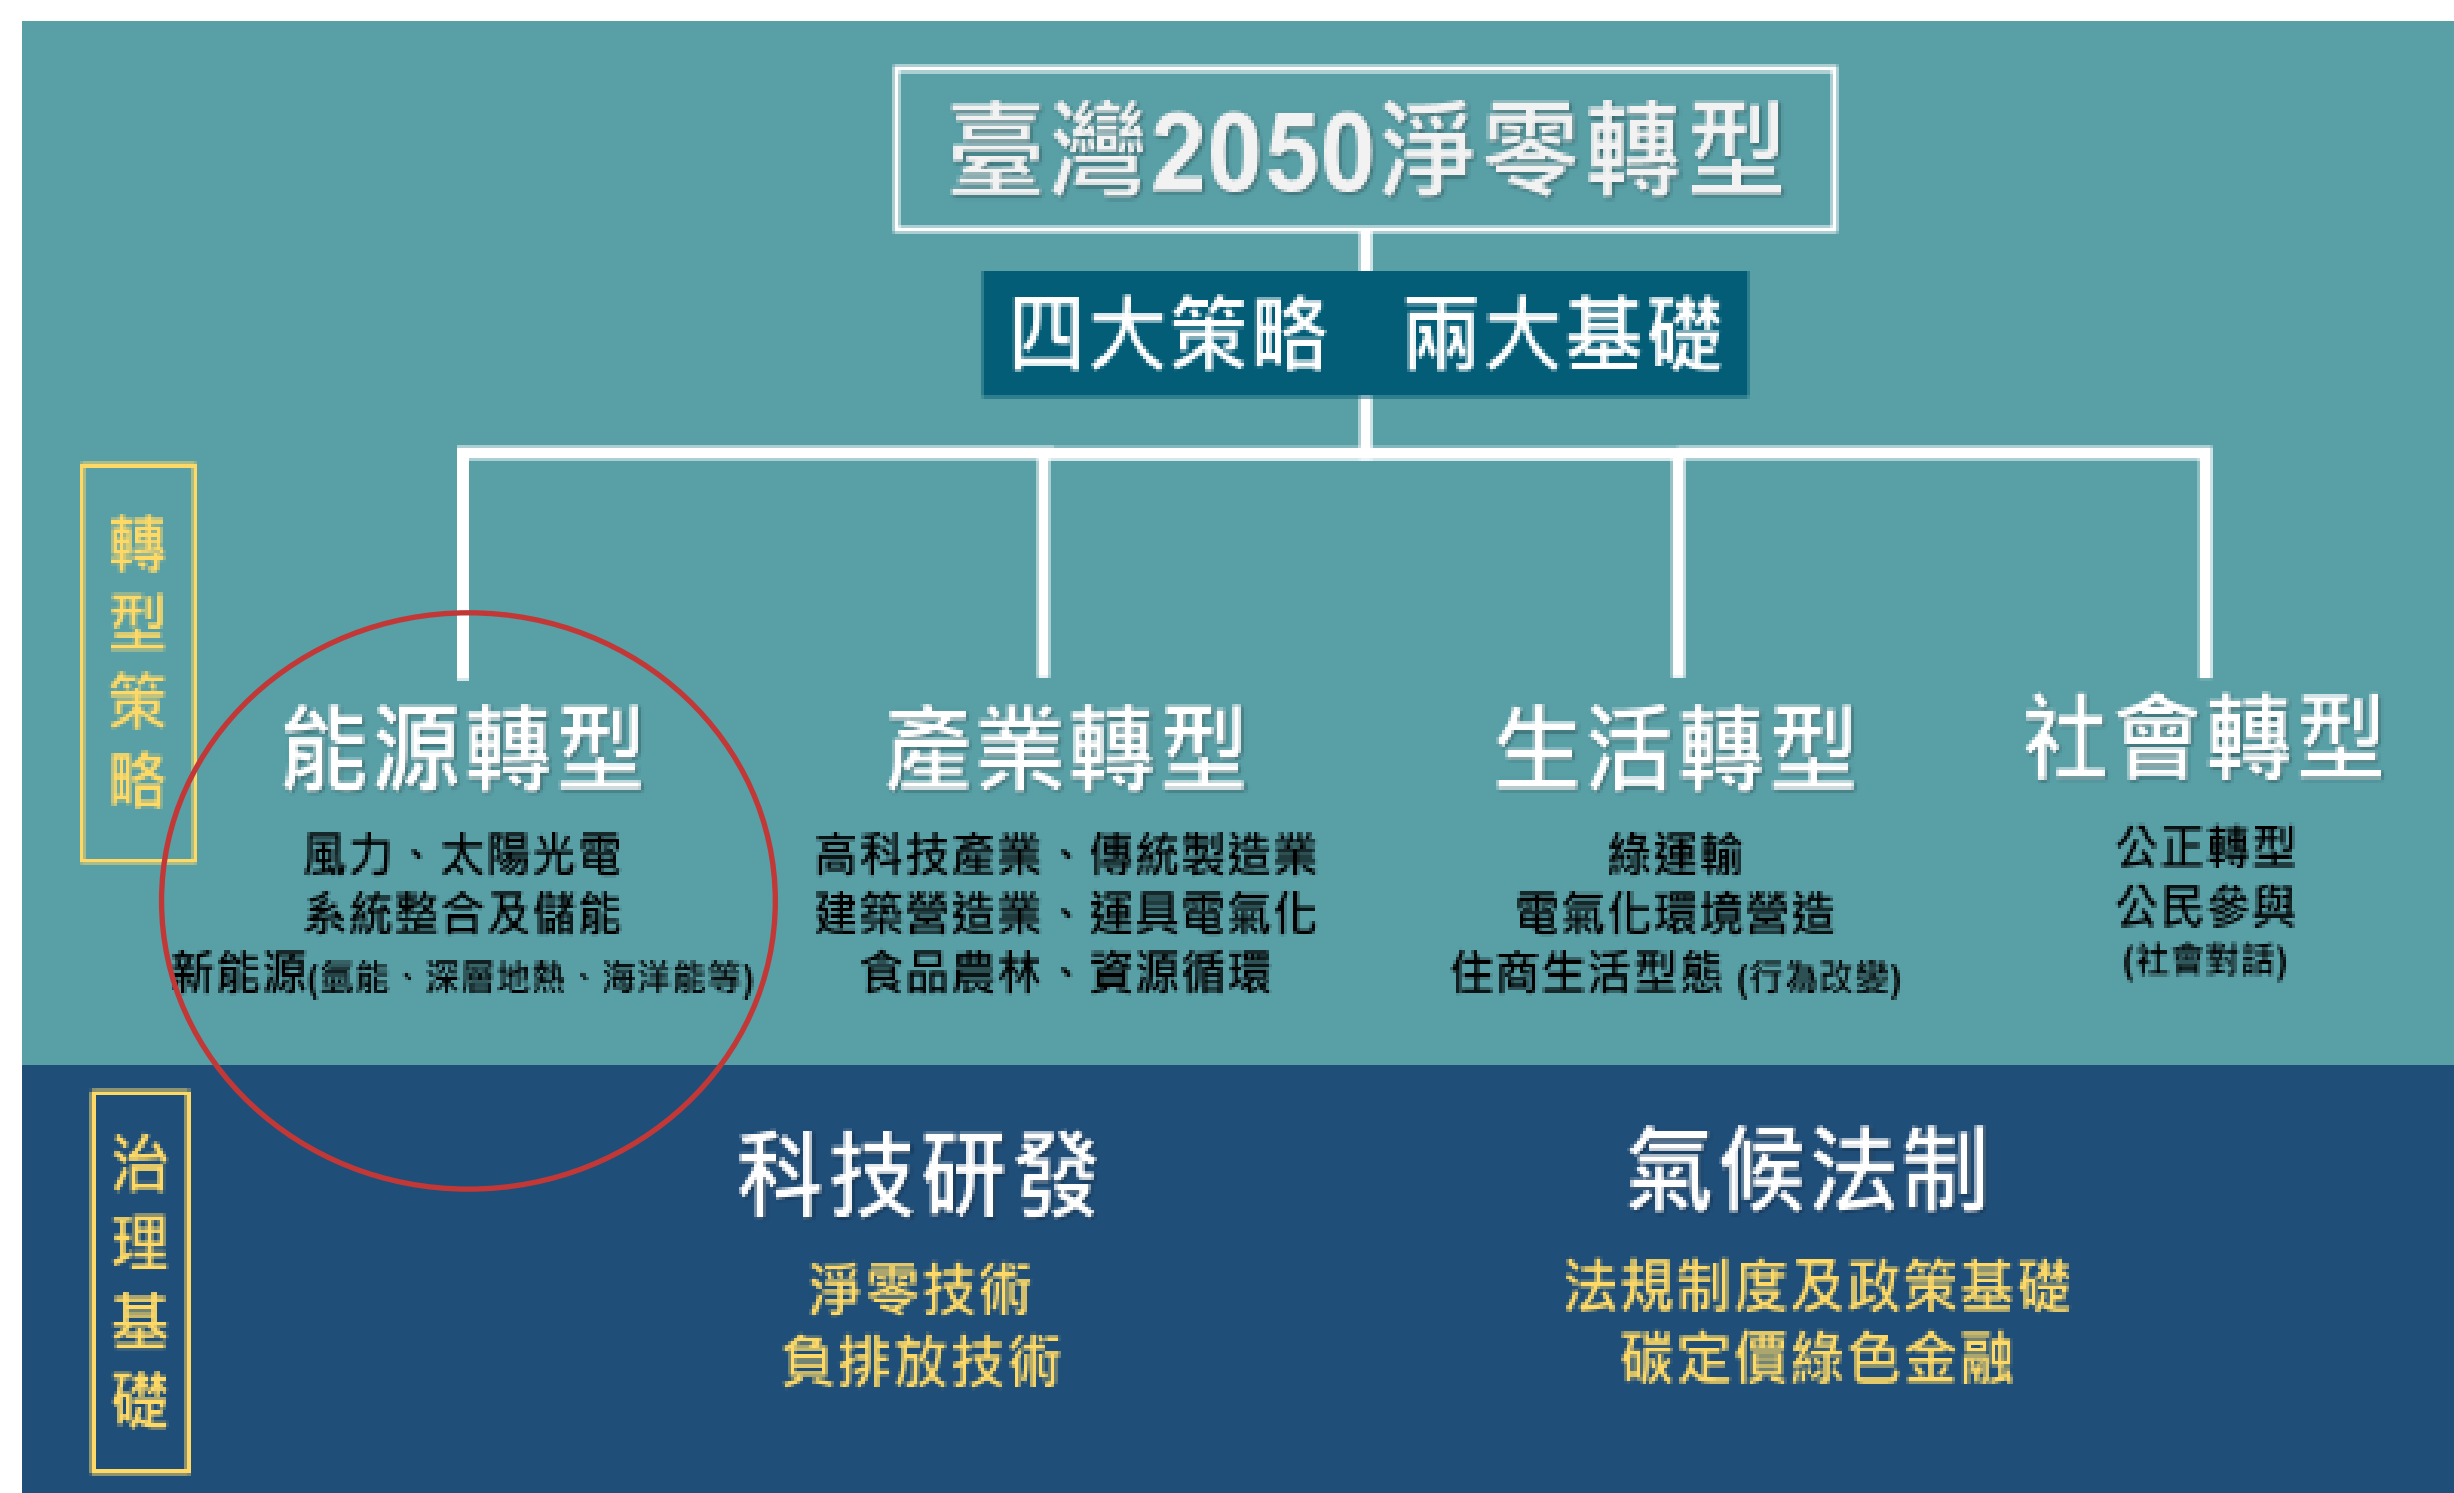 臺灣2050淨零轉型
四大策略 兩大基礎
轉型策略
能源轉型
風力、太陽光電
系統整合及儲能
新能源(氫能、深層地熱、海洋能等)
產業轉型
高科技產業、傳統製造業
建築營造業、運具電氣化
食品農林、資源循環
生活轉型
綠運輸
電氣化環境營造
住商生活型態 (行為改變)
社會轉型
公正轉型
公民參與
(社會對話)
治理基礎
科技研發
淨零技術
負排放技術
氣候法制
法規制度及政策基礎
碳定價綠色金融